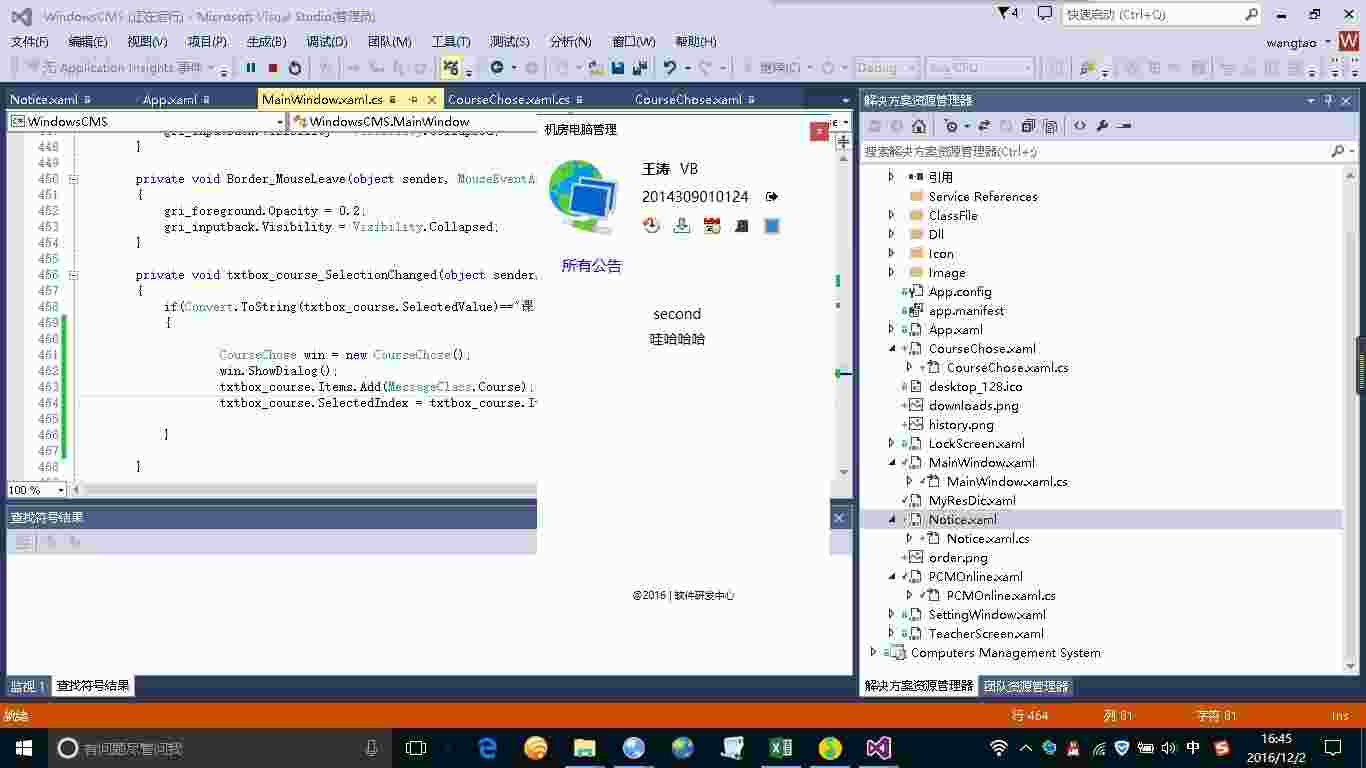 WindowsCMS (正在运行) - Microsoft Visual Studio(管理员)
4
快速启动 (Ctrl+Q)
文件(F) 编辑(E) 视图(V) 项目(P) 生成(B) 调试(D) 团队(M) 工具(T) 测试(S) 分析(N) 窗口(W) 帮助(H)
wangtao W
无 Application Insights 事件
继续(C) Debug Any CPU
Notice.xaml App.xaml MainWindow.xaml.cs CourseChose.xaml.cs CourseChose.xaml
WindowsCMS WindowsCMS.MainWindow
448 }
449
450 private void Border_MouseLeave(object sender, MouseEventA
451 {
452 gri_foreground.Opacity = 0.2;
453 gri_inputback.Visibility = Visibility.Collapsed;
454 }
455
456 private void txtbox_course_SelectionChanged(object sender,
457 {
458 if(Convert.ToString(txtbox_course.SelectedValue)=="课
459 {
460
461 CourseChose win = new CourseChose();
462 win.ShowDialog();
463 txtbox_course.Items.Add(MessageClass.Course);
464 txtbox_course.SelectedIndex = txtbox_course.It
465
466 }
467
468 }
100 %
查找符号结果
监视 1 查找符号结果
机房电脑管理
x
王涛 VB
2014309010124
所有公告
second
哇哈哈哈
@2016 | 软件研发中心
解决方案资源管理器
搜索解决方案资源管理器(Ctrl+;)
引用
Service References
ClassFile
Dll
Icon
Image
App.config
app.manifest
App.xaml
CourseChose.xaml
CourseChose.xaml.cs
desktop_128.ico
downloads.png
history.png
LockScreen.xaml
MainWindow.xaml
MainWindow.xaml.cs
MyResDic.xaml
Notice.xaml
Notice.xaml.cs
order.png
PCMOnline.xaml
PCMOnline.xaml.cs
SettingWindow.xaml
TeacherScreen.xaml
Computers Management System
解决方案资源管理器 团队资源管理器
就绪 行 464 列 81 字符 81 Ins
有问题尽管问我
中
16:45
2016/12/2